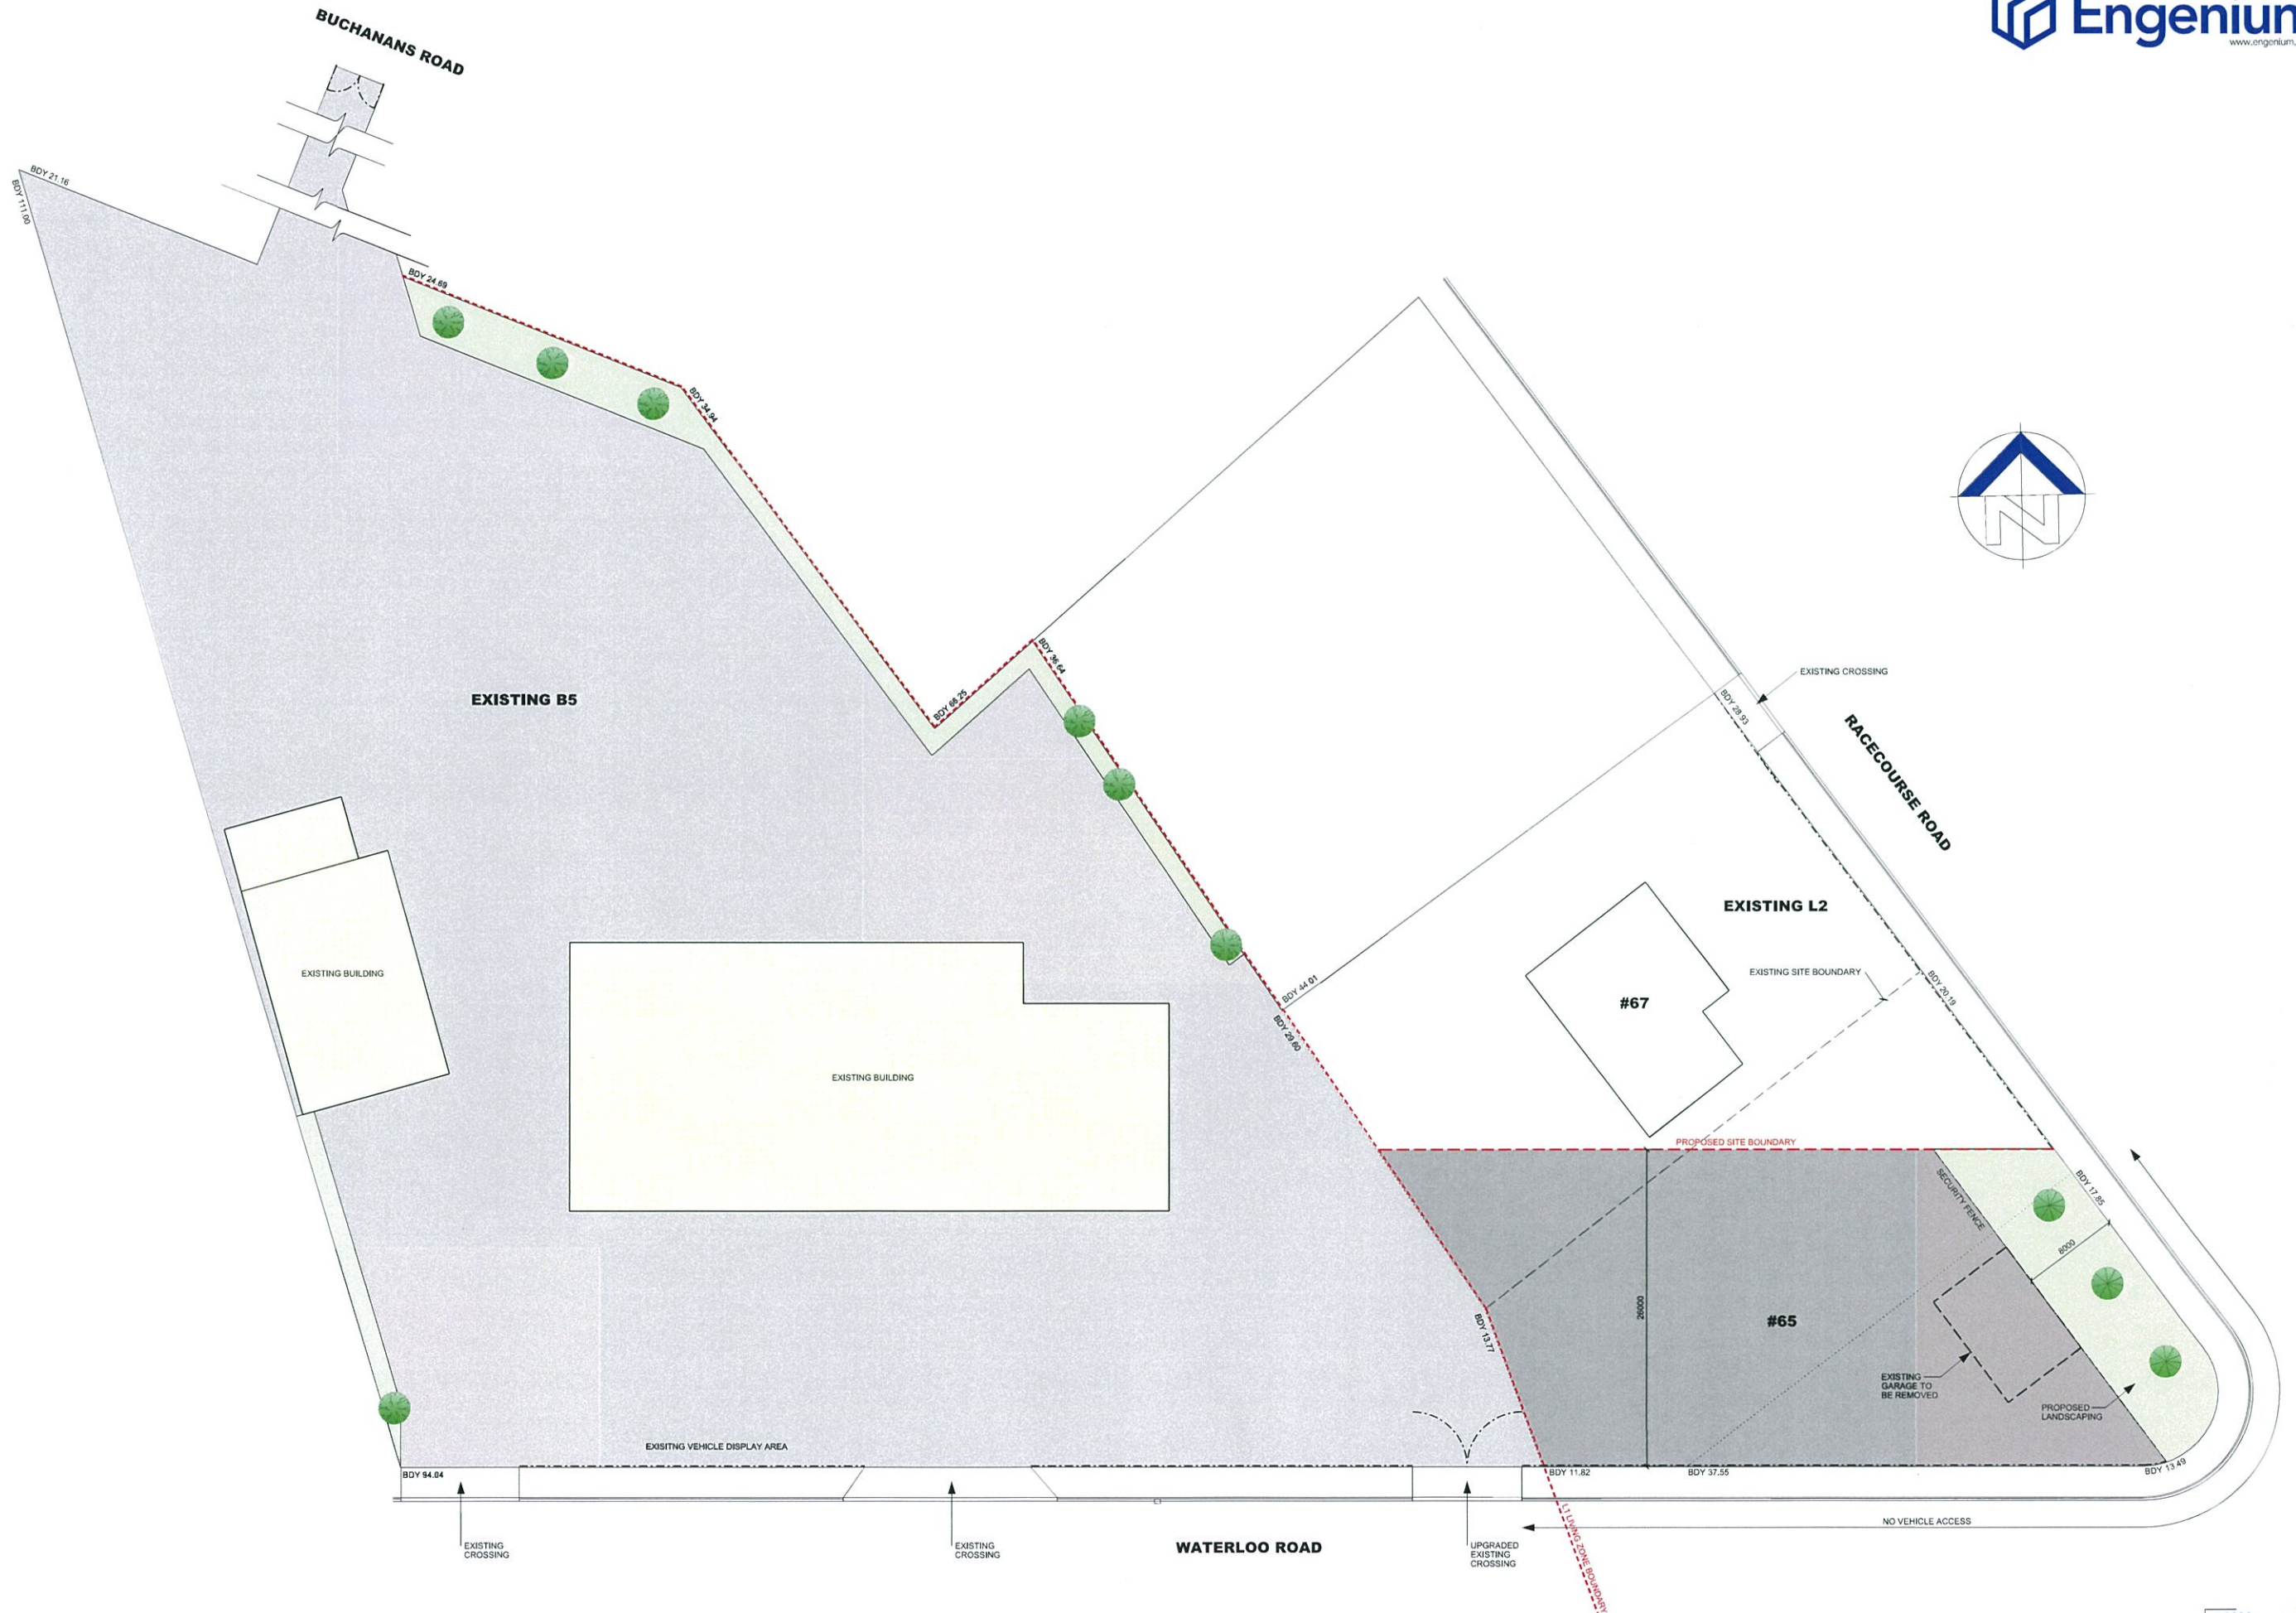 BUCHANANS ROAD
www.engenium.
BDY 21.16
BDY 111.00
BDY 24.69
BDY 34.94
BDY 66.25
BDY 36.64
EXISTING B5
EXISTING CROSSING
BDY 28.93
RACECOURSE ROAD
N
EXISTING L2
EXISTING SITE BOUNDARY
BDY 20.19
#67
BDY 44.01
BDY 29.60
EXISTING BUILDING
EXISTING BUILDING
PROPOSED SITE BOUNDARY
SECURITY FENCE
BDY 17.85
8000
26000
#65
BDY 13.77
EXISTING
GARAGE TO
BE REMOVED
PROPOSED
LANDSCAPING
EXISITNG VEHICLE DISPLAY AREA
BDY 94.04
BDY 11.82
BDY 37.55
BDY 13.49
NO VEHICLE ACCESS
EXISTING
CROSSING
EXISTING
CROSSING
WATERLOO ROAD
UPGRADED
EXISTING
CROSSING
L1 LIVING ZONE BOUNDARY